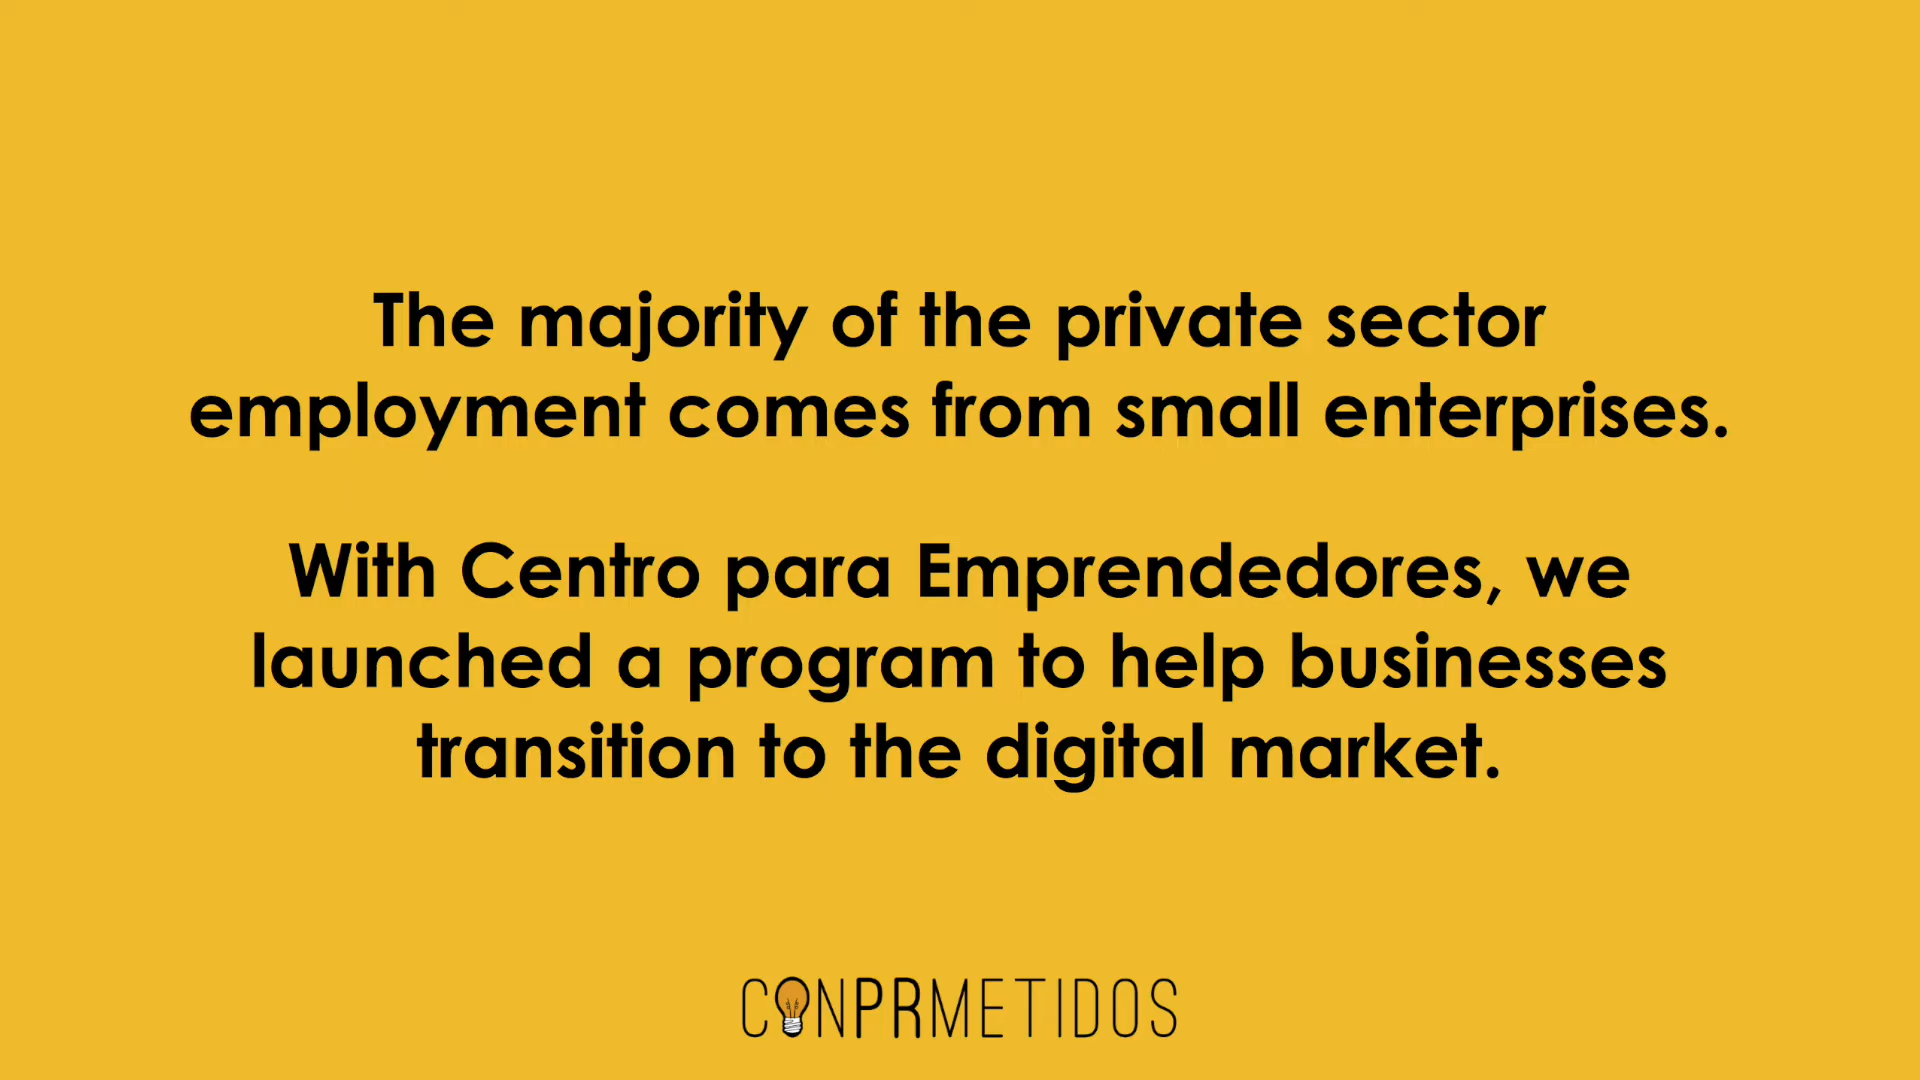 The majority of the private sector
employment comes from small enterprises.
With Centro para Emprendedores, we
launched a program to help businesses
transition to the digital market.
CONPRMETIDOS